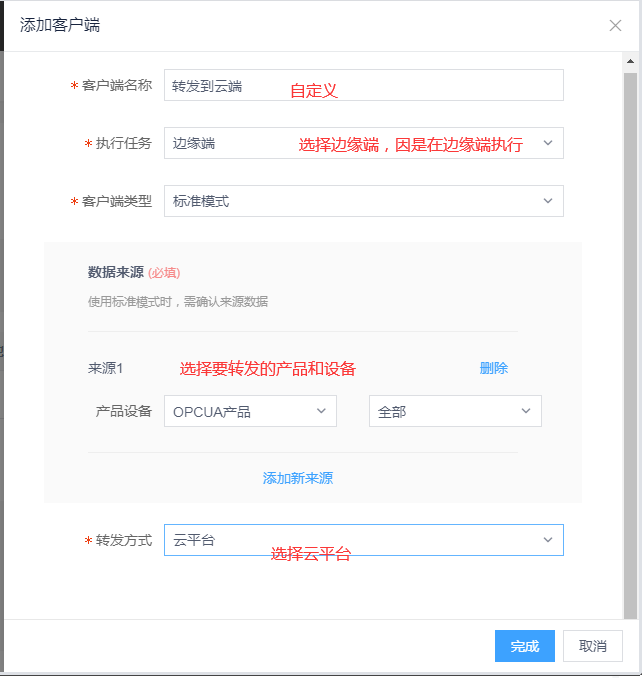 添加客户端
* 客户端名称 转发到云端 自定义
* 执行任务 边缘端 选择边缘端，因是在边缘端执行
* 客户端类型 标准模式
数据来源 (必填)
使用标准模式时，需确认来源数据
来源1 选择要转发的产品和设备 删除
产品设备 OPCUA产品 全部
添加新来源
* 转发方式 云平台 选择云平台
完成 取消